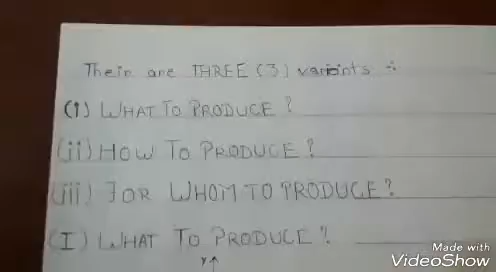 Their are THREE (3) variants :-
(i) WHAT TO PRODUCE ?
(ii) HOW TO PRODUCE ?
(iii) FOR WHOM TO PRODUCE ?
(I) WHAT TO PRODUCE ?
Y↑
Made with
VideoShow